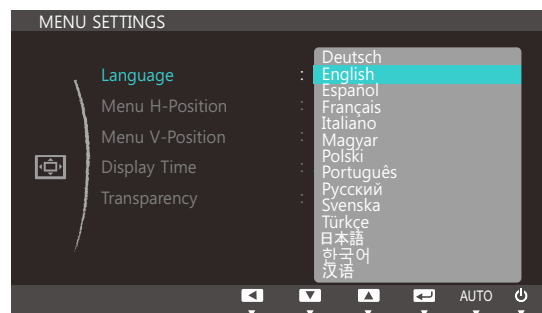 MENU SETTINGS
Language :
Menu H-Position :
Menu V-Position :
Display Time :
Transparency :
Deutsch
English
Español
Français
Italiano
Magyar
Polski
Português
Русский
Svenska
Türkçe
日本語
한국어
汉语
AUTO